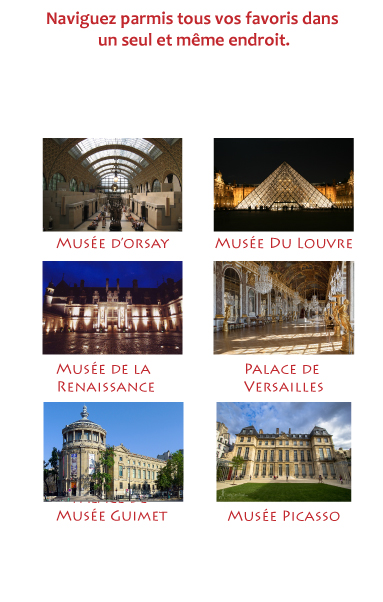 Naviguez parmis tous vos favoris dans
un seul et même endroit.
Musée d'orsay
Musée Du Louvre
Musée de la
Renaissance
Palace de
Versailles
Musée Guimet
Musée Picasso